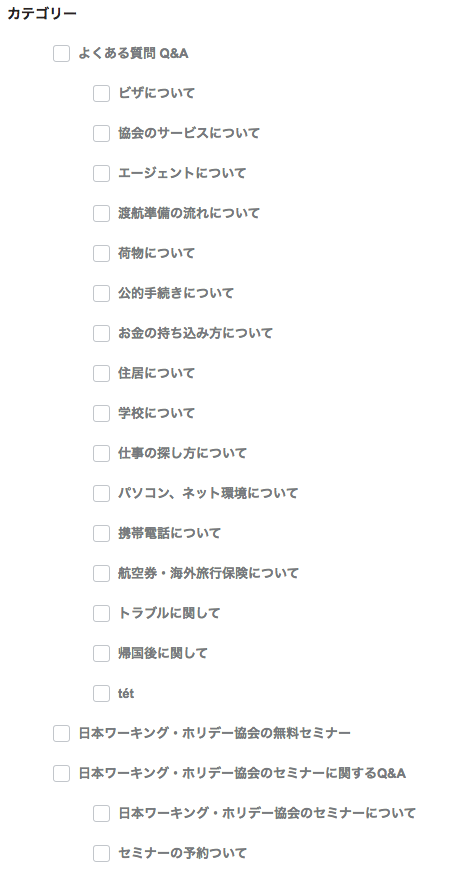 カテゴリー
よくある質問 Q&A
ビザについて
協会のサービスについて
エージェントについて
渡航準備の流れについて
荷物について
公的手続きについて
お金の持ち込み方について
住居について
学校について
仕事の探し方について
パソコン、ネット環境について
携帯電話について
航空券・海外旅行保険について
トラブルに関して
帰国後に関して
tét
日本ワーキング・ホリデー協会の無料セミナー
日本ワーキング・ホリデー協会のセミナーに関するQ&A
日本ワーキング・ホリデー協会のセミナーについて
セミナーの予約ついて